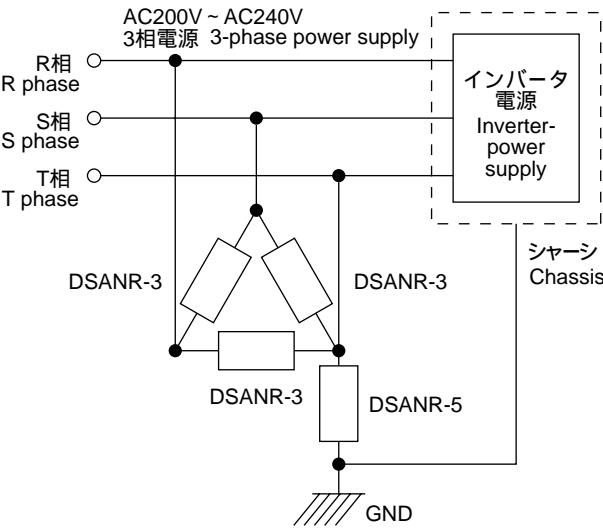 AC200V ~ AC240V
3相電源 3-phase power supply
R相
R phase
S相
S phase
T相
T phase
インバータ
電源
Inverter-
power
supply
シャーシ
Chassis
DSANR-3
DSANR-3
DSANR-3
DSANR-5
GND